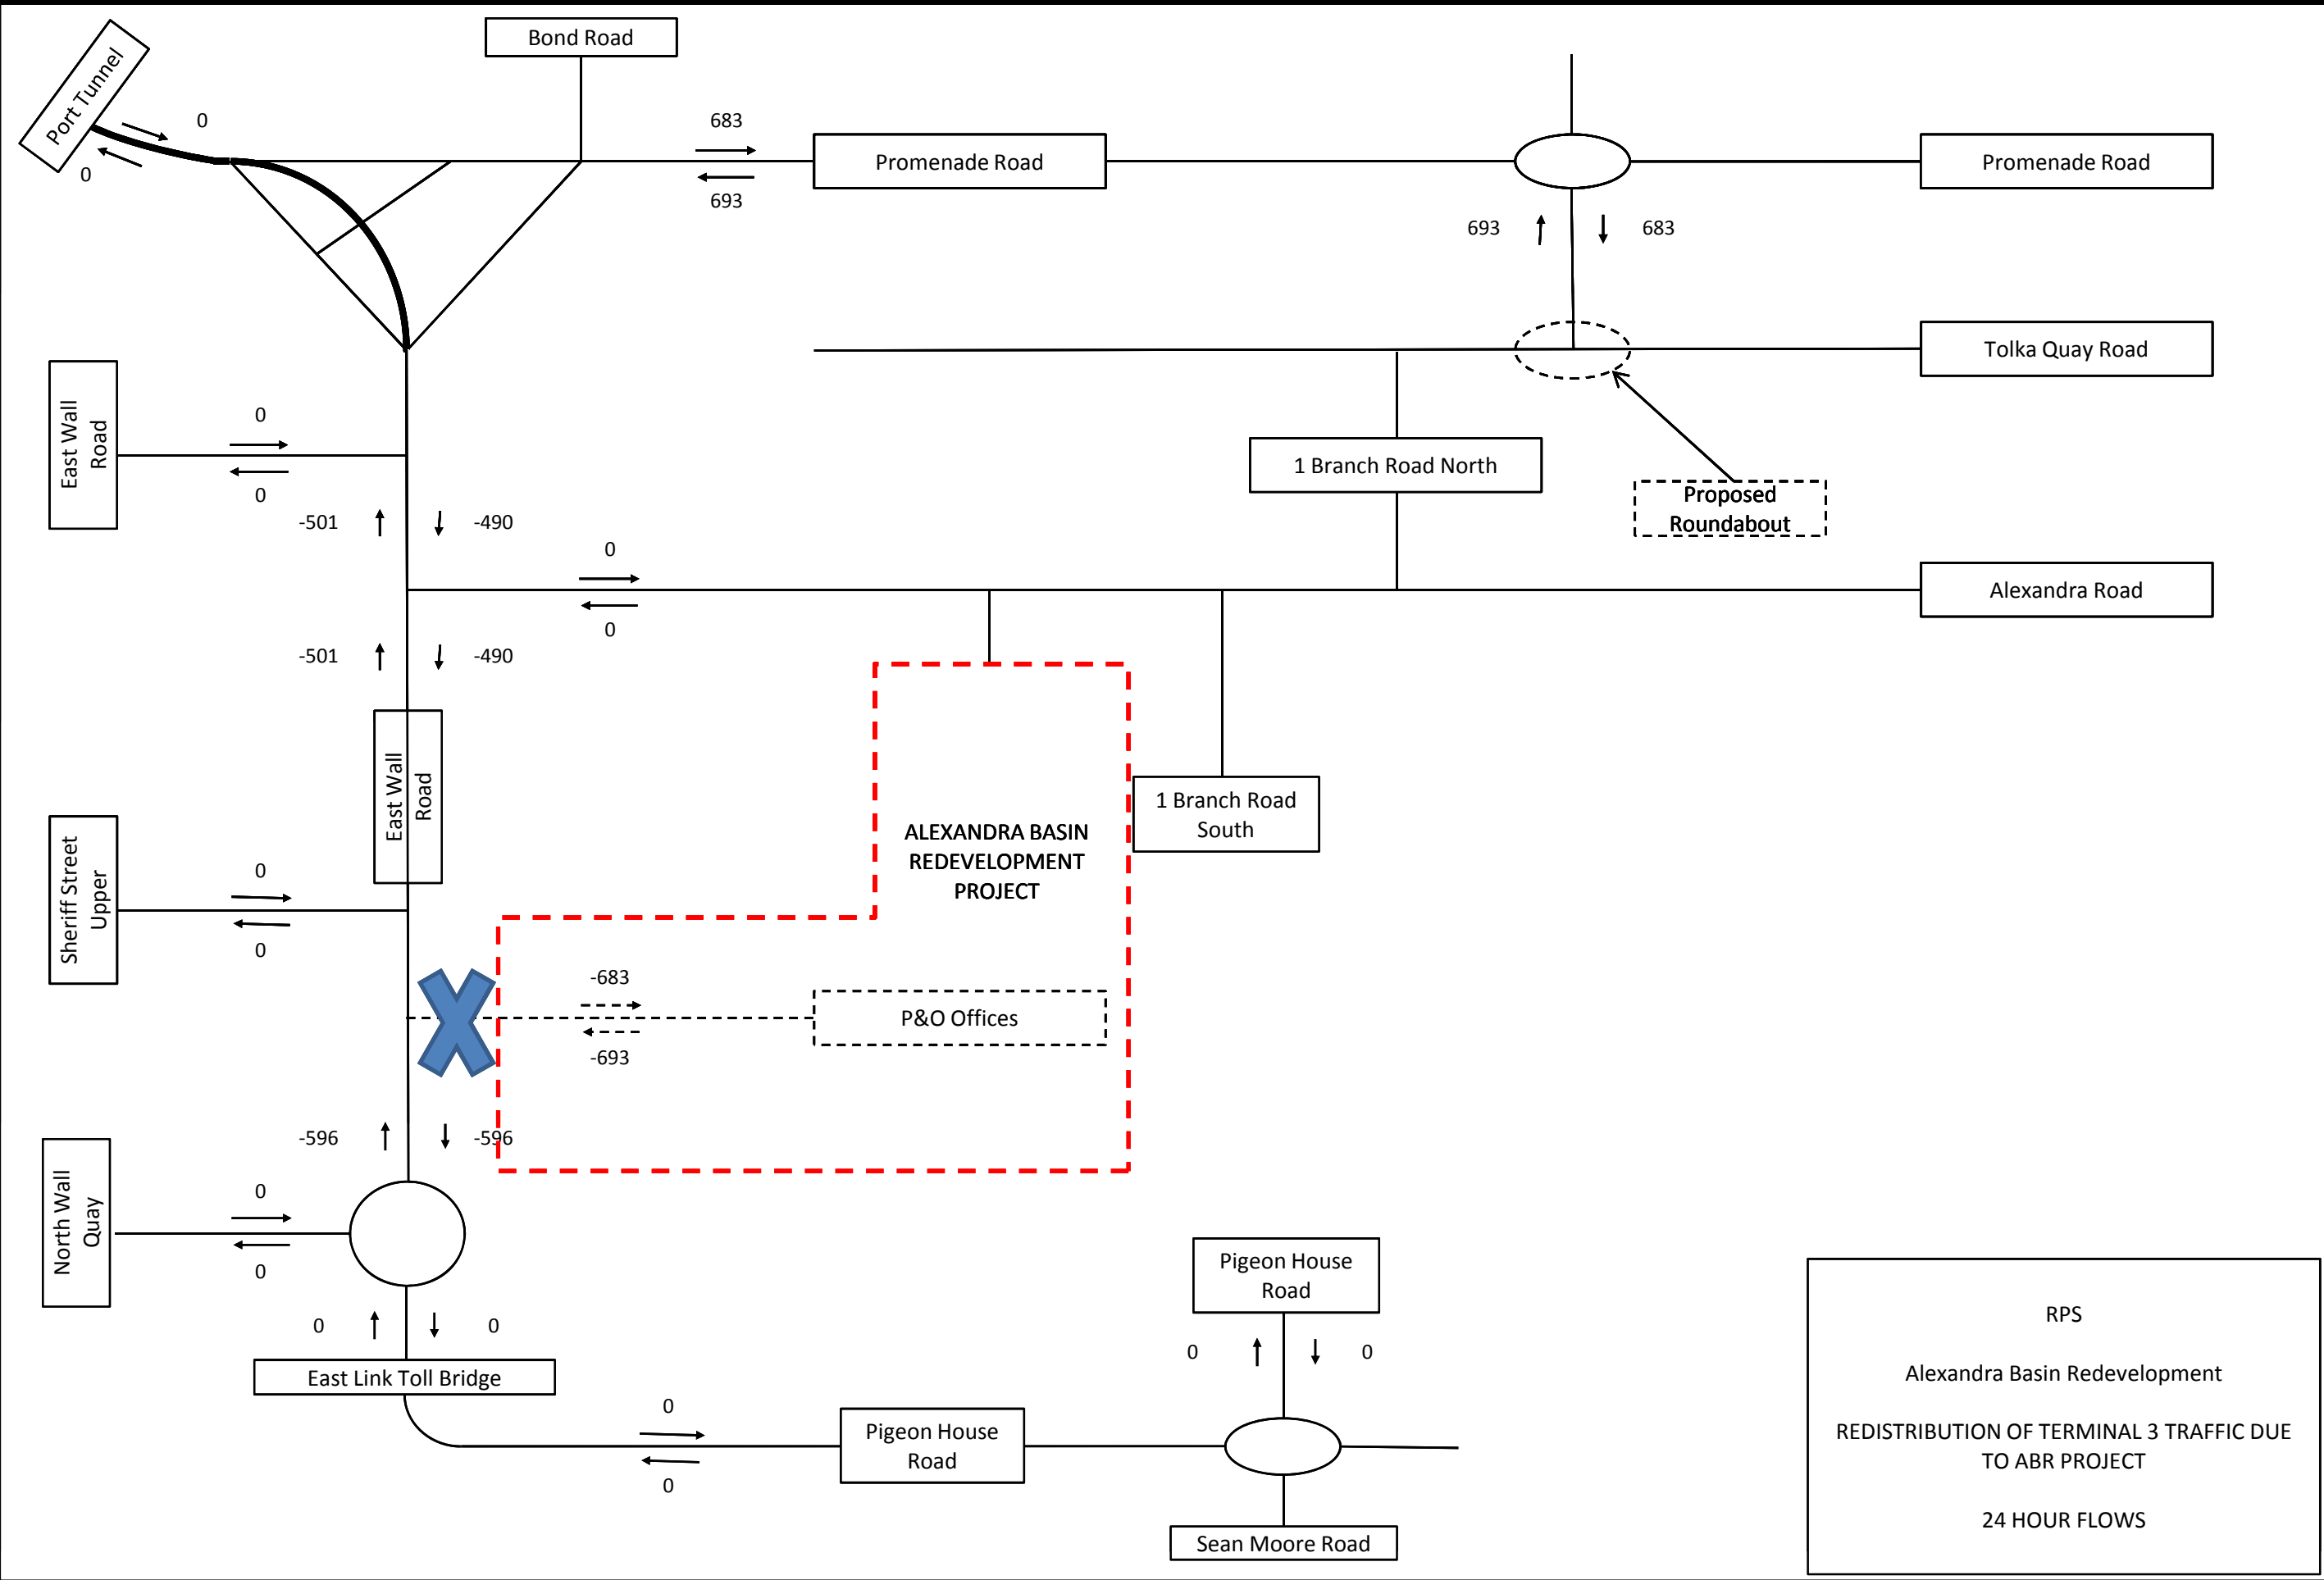 Bond Road
Port Tunnel
0
0
683
693
Promenade Road
Promenade Road
693
683
Tolka Quay Road
East Wall
Road
0
0
1 Branch Road North
Proposed
Roundabout
-501
-490
0
0
Alexandra Road
-501
-490
East Wall
Road
1 Branch Road
South
ALEXANDRA BASIN
REDEVELOPMENT
PROJECT
Sheriff Street
Upper
0
0
-683
P&O Offices
-693
-596
-596
North Wall
Quay
0
0
0
0
East Link Toll Bridge
Pigeon House
Road
0
0
0
0
Pigeon House
Road
Sean Moore Road
RPS
Alexandra Basin Redevelopment
REDISTRIBUTION OF TERMINAL 3 TRAFFIC DUE
TO ABR PROJECT
24 HOUR FLOWS